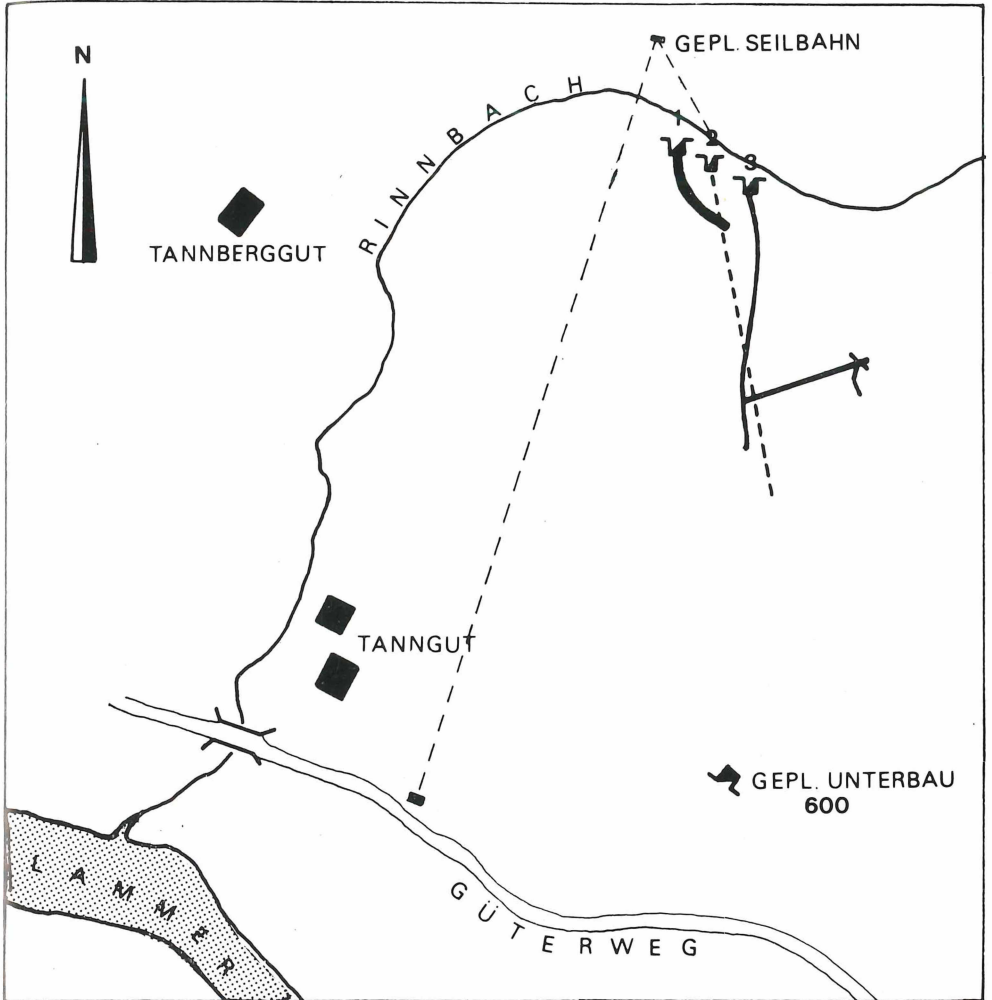 N
GEPL. SEILBAHN
RINNBACH
1
2
3
TANNBERGGUT
TANNGUT
GEPL. UNTERBAU
600
LAMMER
GÜTERWEG